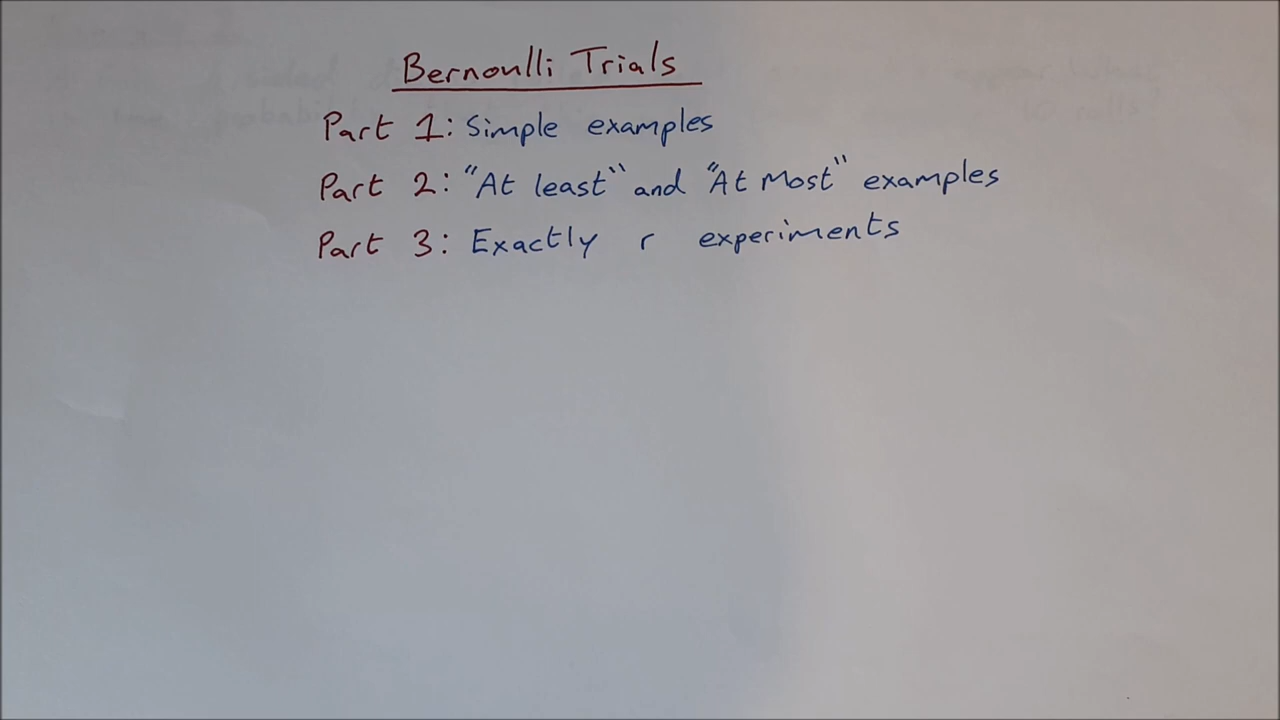 Bernoulli Trials
Part 1: Simple examples
Part 2: "At least" and "At Most" examples
Part 3: Exactly r experiments